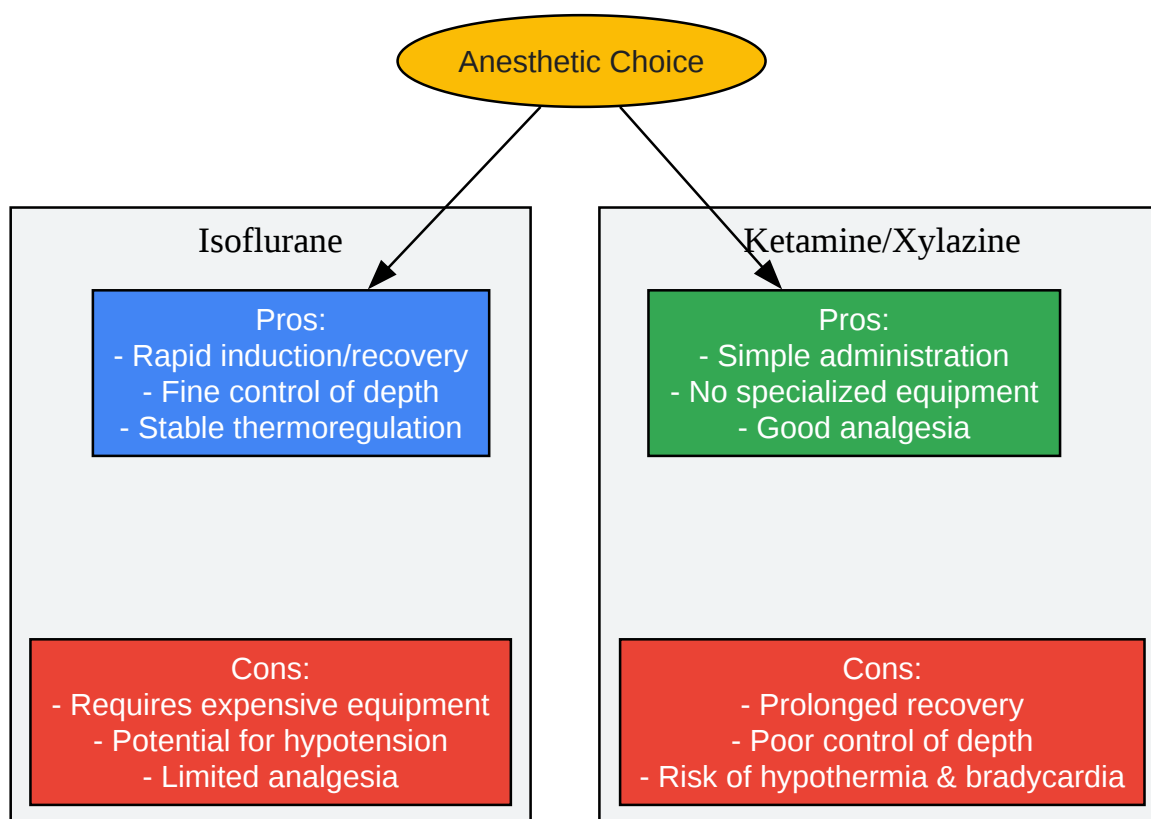 Anesthetic Choice
Isoflurane
Pros:
- Rapid induction/recovery
- Fine control of depth
- Stable thermoregulation
Cons:
- Requires expensive equipment
- Potential for hypotension
- Limited analgesia
Ketamine/Xylazine
Pros:
- Simple administration
- No specialized equipment
- Good analgesia
Cons:
- Prolonged recovery
- Poor control of depth
- Risk of hypothermia & bradycardia